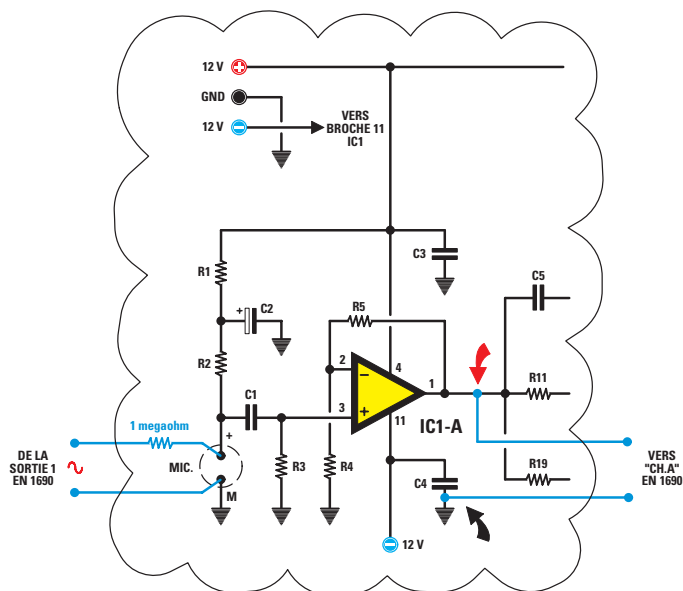 12 V
GND
12 V
VERS
BROCHE 11
IC1
R1
C3
C5
+
C2
R5
R2
2
4
1
R11
C1
3
11
IC1-A
1 megaohm
+
DE LA
SORTIE 1
EN 1690
MIC.
M
R3
R4
C4
R19
VERS
"CH.A"
EN 1690
12 V